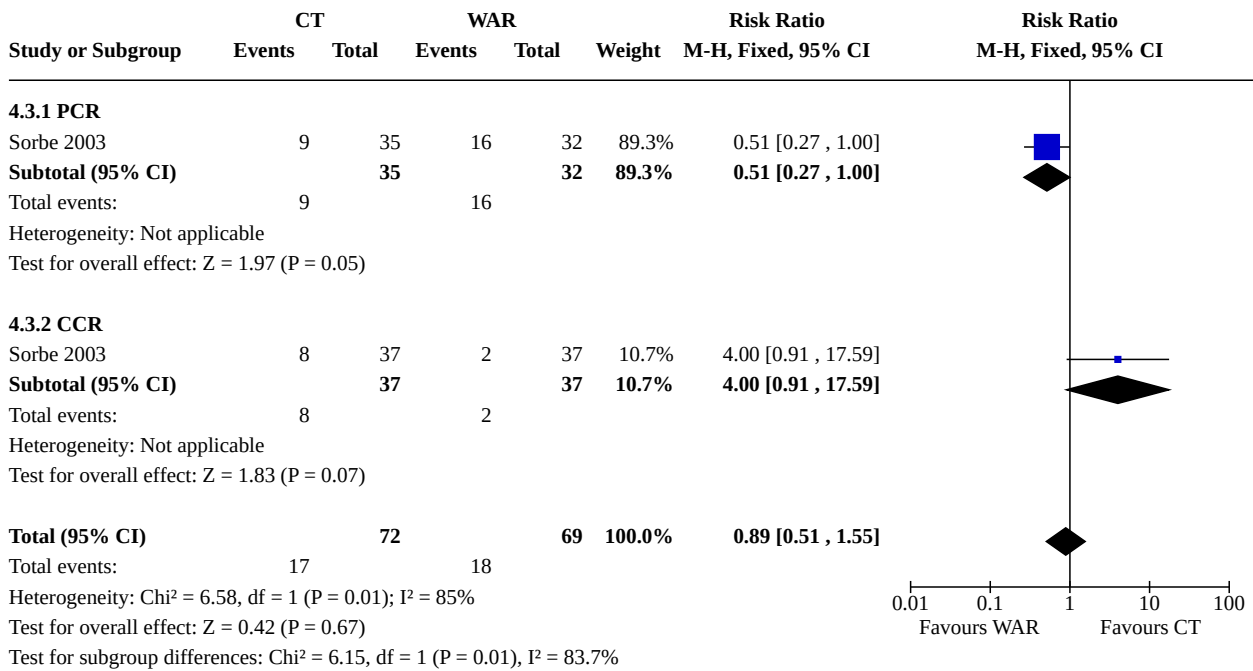 CT WAR Risk Ratio Risk Ratio
Study or Subgroup Events Total Events Total Weight M-H, Fixed, 95% CI M-H, Fixed, 95% CI
4.3.1 PCR
Sorbe 2003 9 35 16 32 89.3% 0.51 [0.27 , 1.00]
Subtotal (95% CI) 35 32 89.3% 0.51 [0.27 , 1.00]
Total events: 9 16
Heterogeneity: Not applicable
Test for overall effect: Z = 1.97 (P = 0.05)
4.3.2 CCR
Sorbe 2003 8 37 2 37 10.7% 4.00 [0.91 , 17.59]
Subtotal (95% CI) 37 37 10.7% 4.00 [0.91 , 17.59]
Total events: 8 2
Heterogeneity: Not applicable
Test for overall effect: Z = 1.83 (P = 0.07)
Total (95% CI) 72 69 100.0% 0.89 [0.51 , 1.55]
Total events: 17 18
Heterogeneity: Chi² = 6.58, df = 1 (P = 0.01); I² = 85%
Test for overall effect: Z = 0.42 (P = 0.67)
Test for subgroup differences: Chi² = 6.15, df = 1 (P = 0.01), I² = 83.7%
0.01 0.1 1 10 100
Favours WAR Favours CT